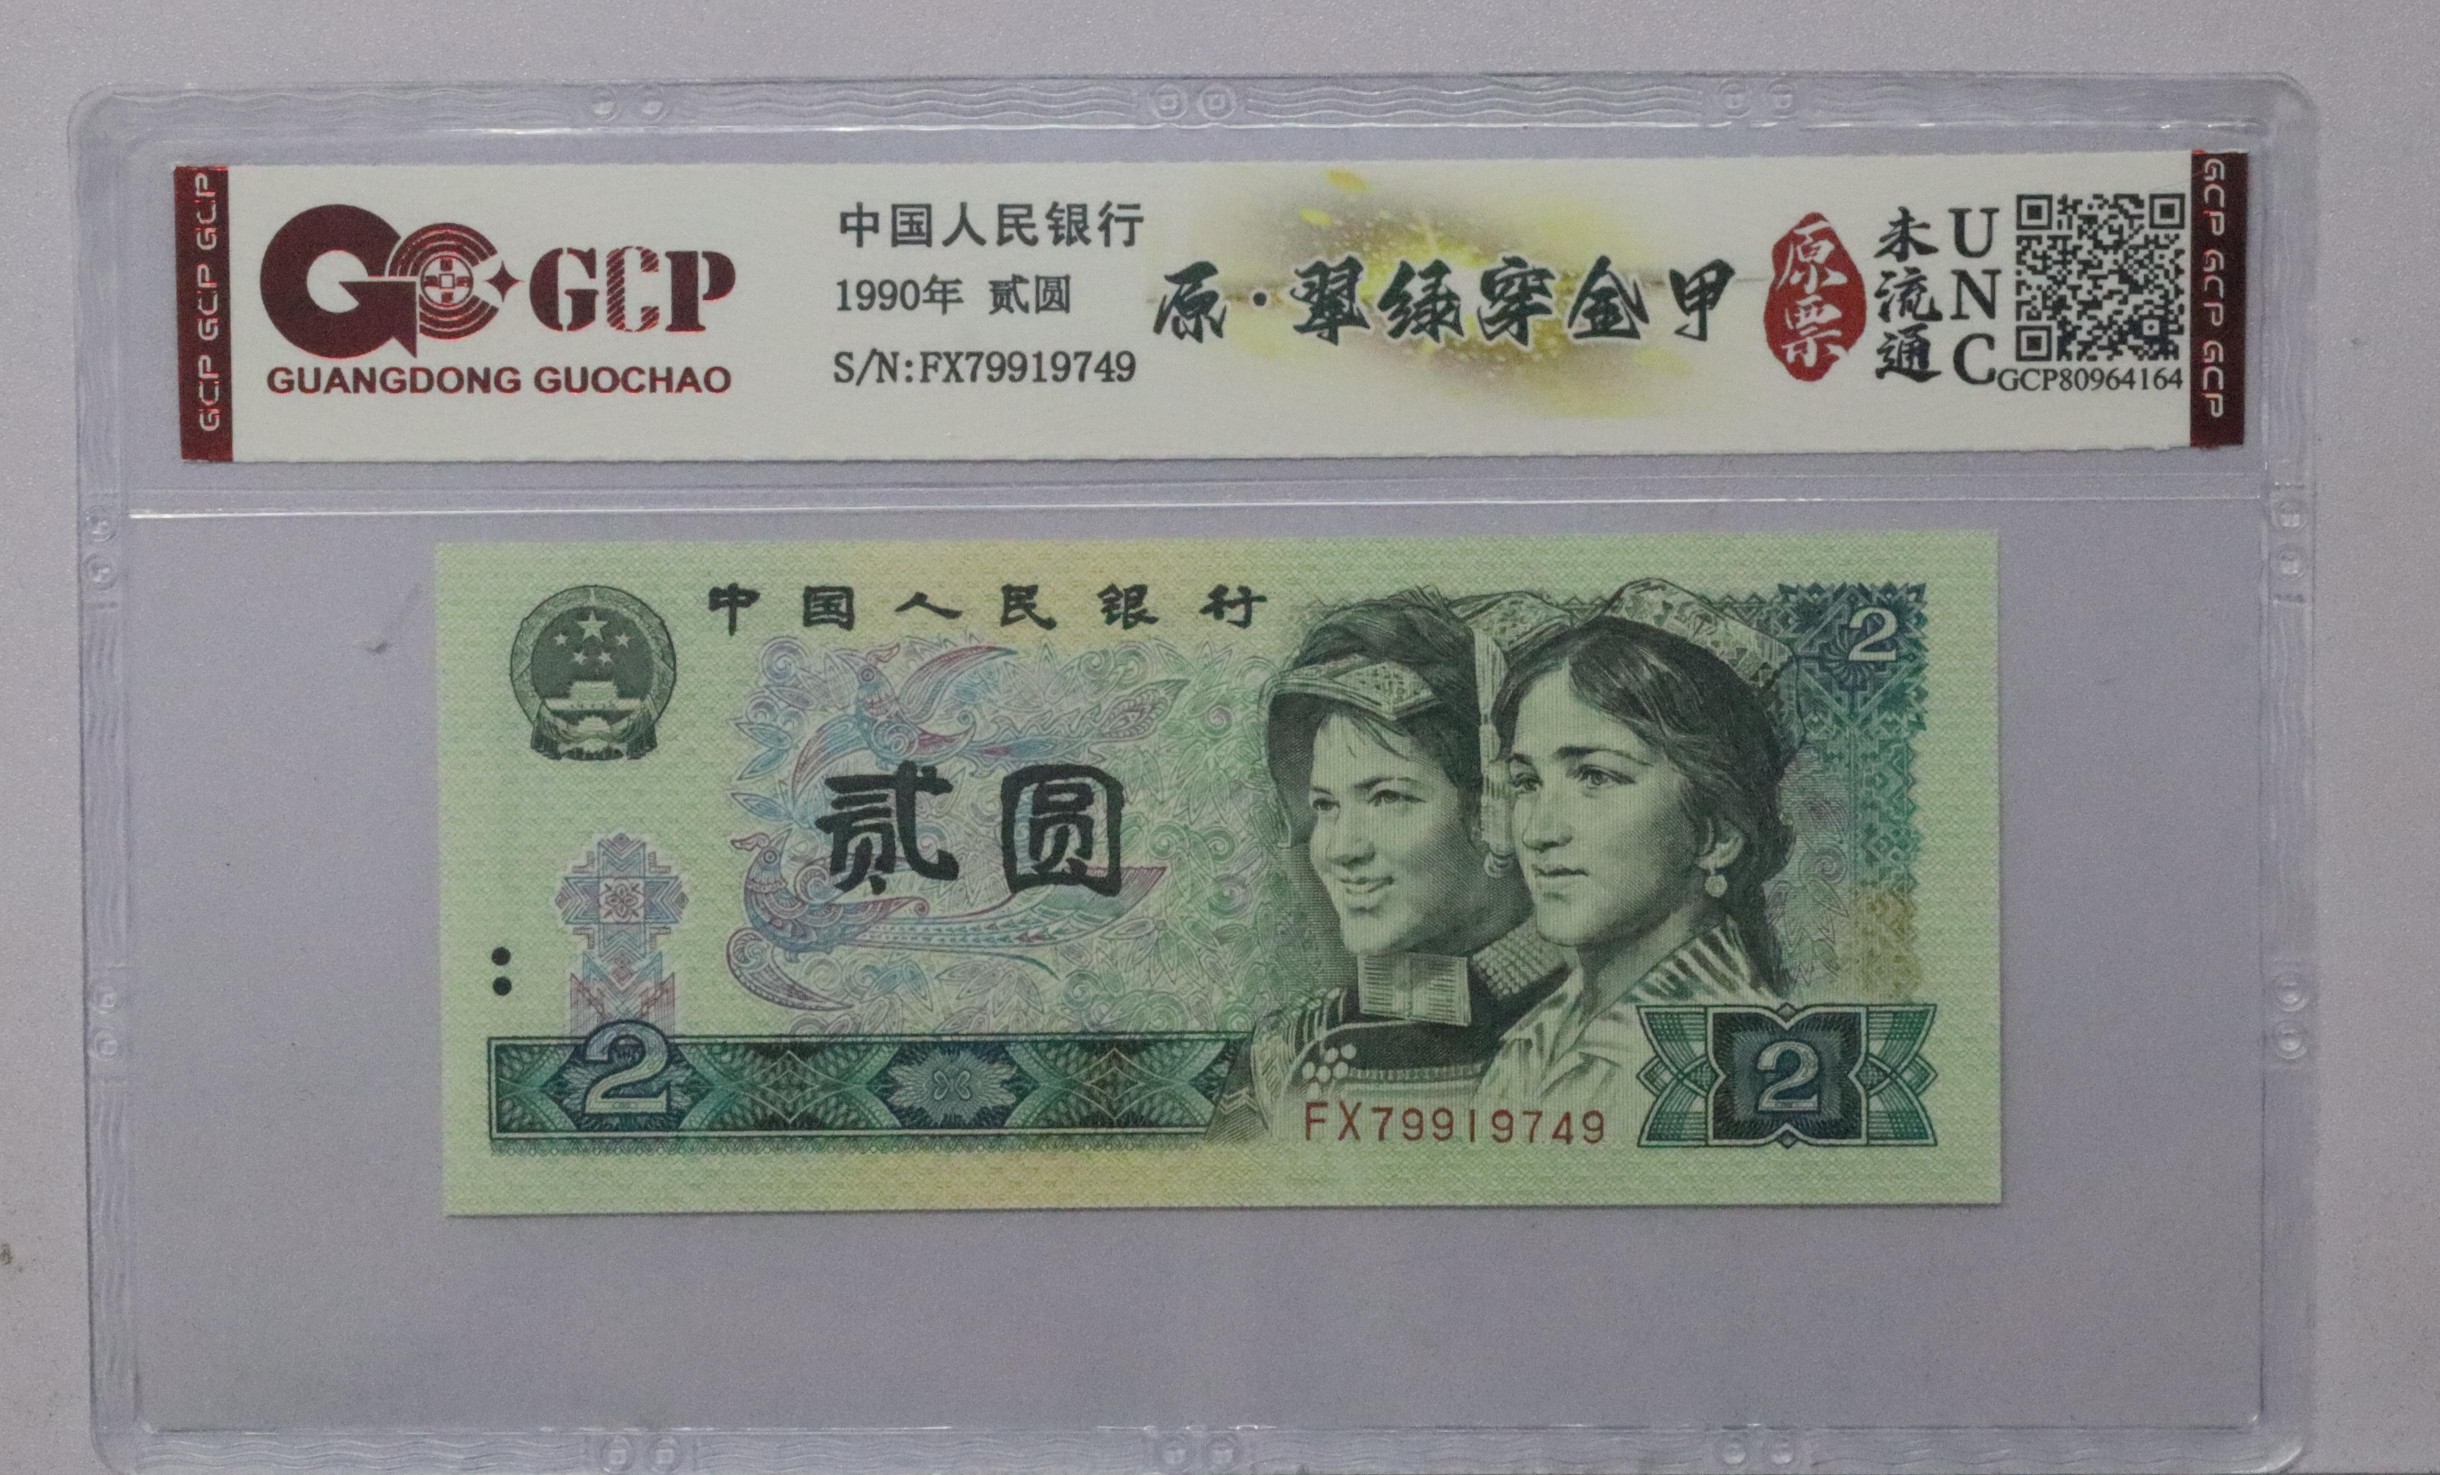 GCP GCP GCP
GCP
GUANGDONG GUOCHAO
中国人民银行
1990年 贰圆
S/N:FX79919749
原·翠绿穿金甲
原票
未流通
UNC
GCP80964164
GCP GCP GCP
中国人民银行
2
贰圆
2
FX79919749
2